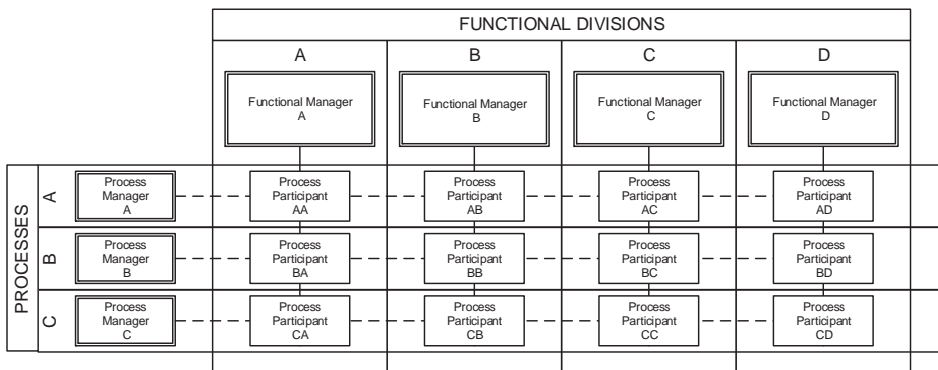 FUNCTIONAL DIVISIONS
A
B
C
D
Functional Manager
A
Functional Manager
B
Functional Manager
C
Functional Manager
D
PROCESSES
A
Process
Manager
A
Process
Participant
AA
Process
Participant
AB
Process
Participant
AC
Process
Participant
AD
B
Process
Manager
B
Process
Participant
BA
Process
Participant
BB
Process
Participant
BC
Process
Participant
BD
C
Process
Manager
C
Process
Participant
CA
Process
Participant
CB
Process
Participant
CC
Process
Participant
CD